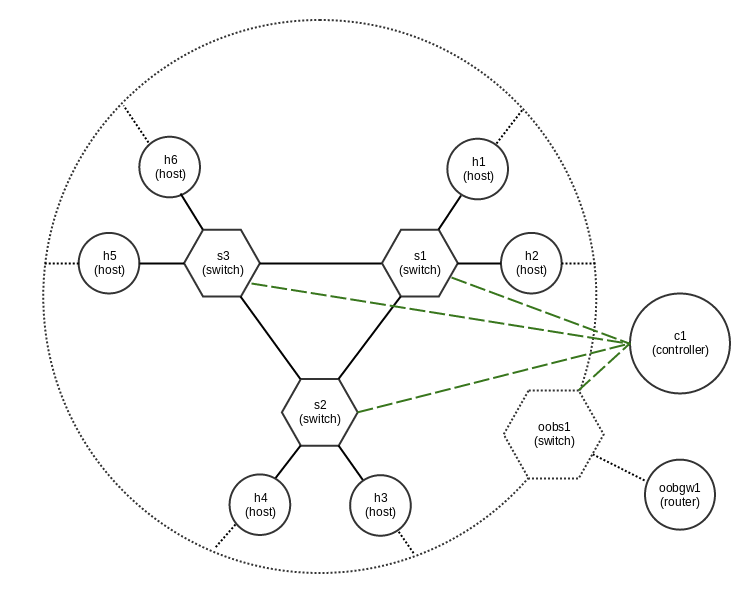 h6
(host)
h1
(host)
h5
(host)
s3
(switch)
s1
(switch)
h2
(host)
c1
(controller)
s2
(switch)
oobs1
(switch)
h4
(host)
h3
(host)
oobgw1
(router)